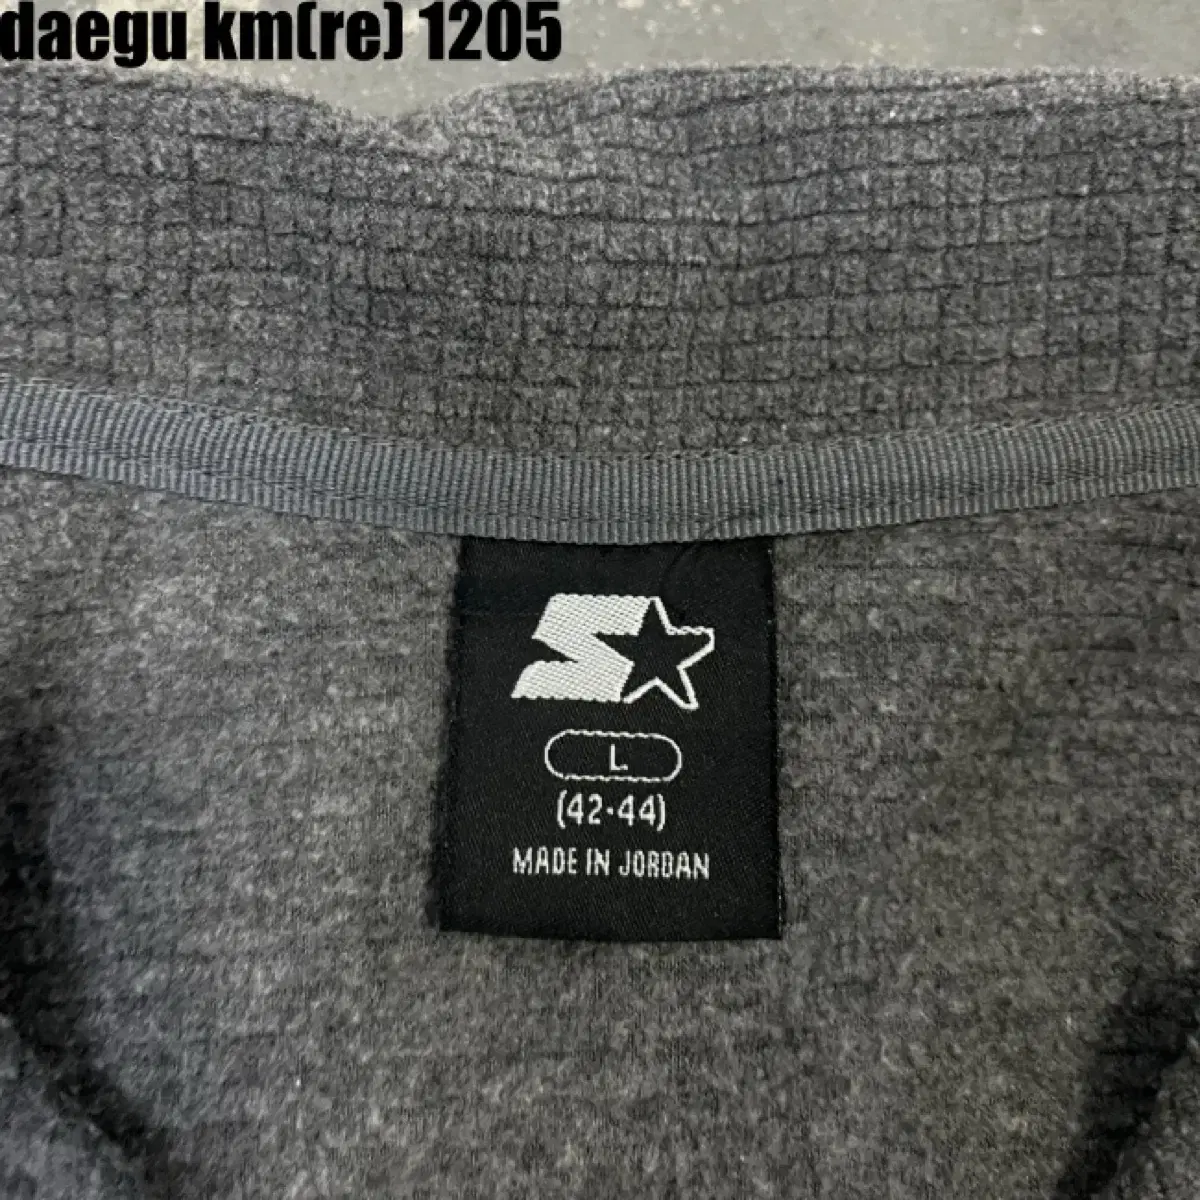 daegu km(re) 1205
L
(42-44)
MADE IN JORDAN